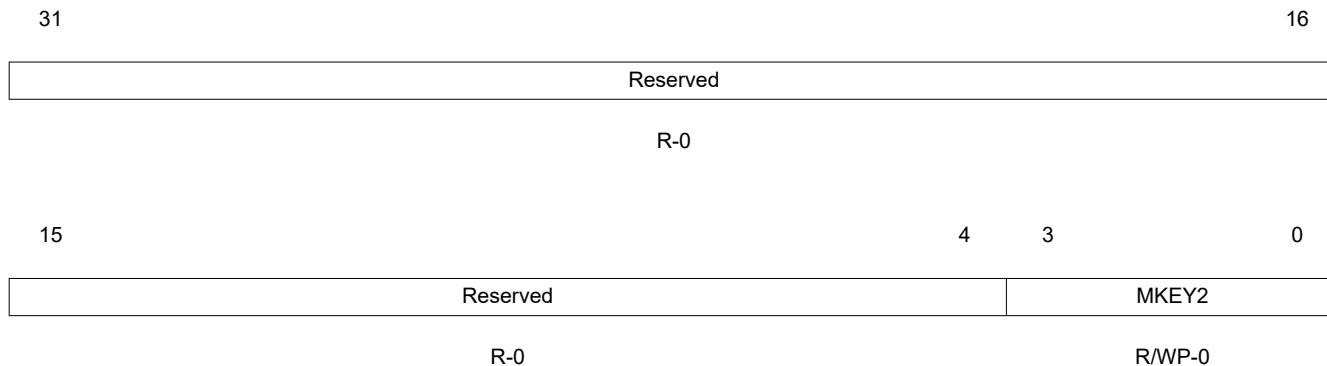 31 16
Reserved
R-0
15 4 3 0
Reserved MKEY2
R-0 R/WP-0